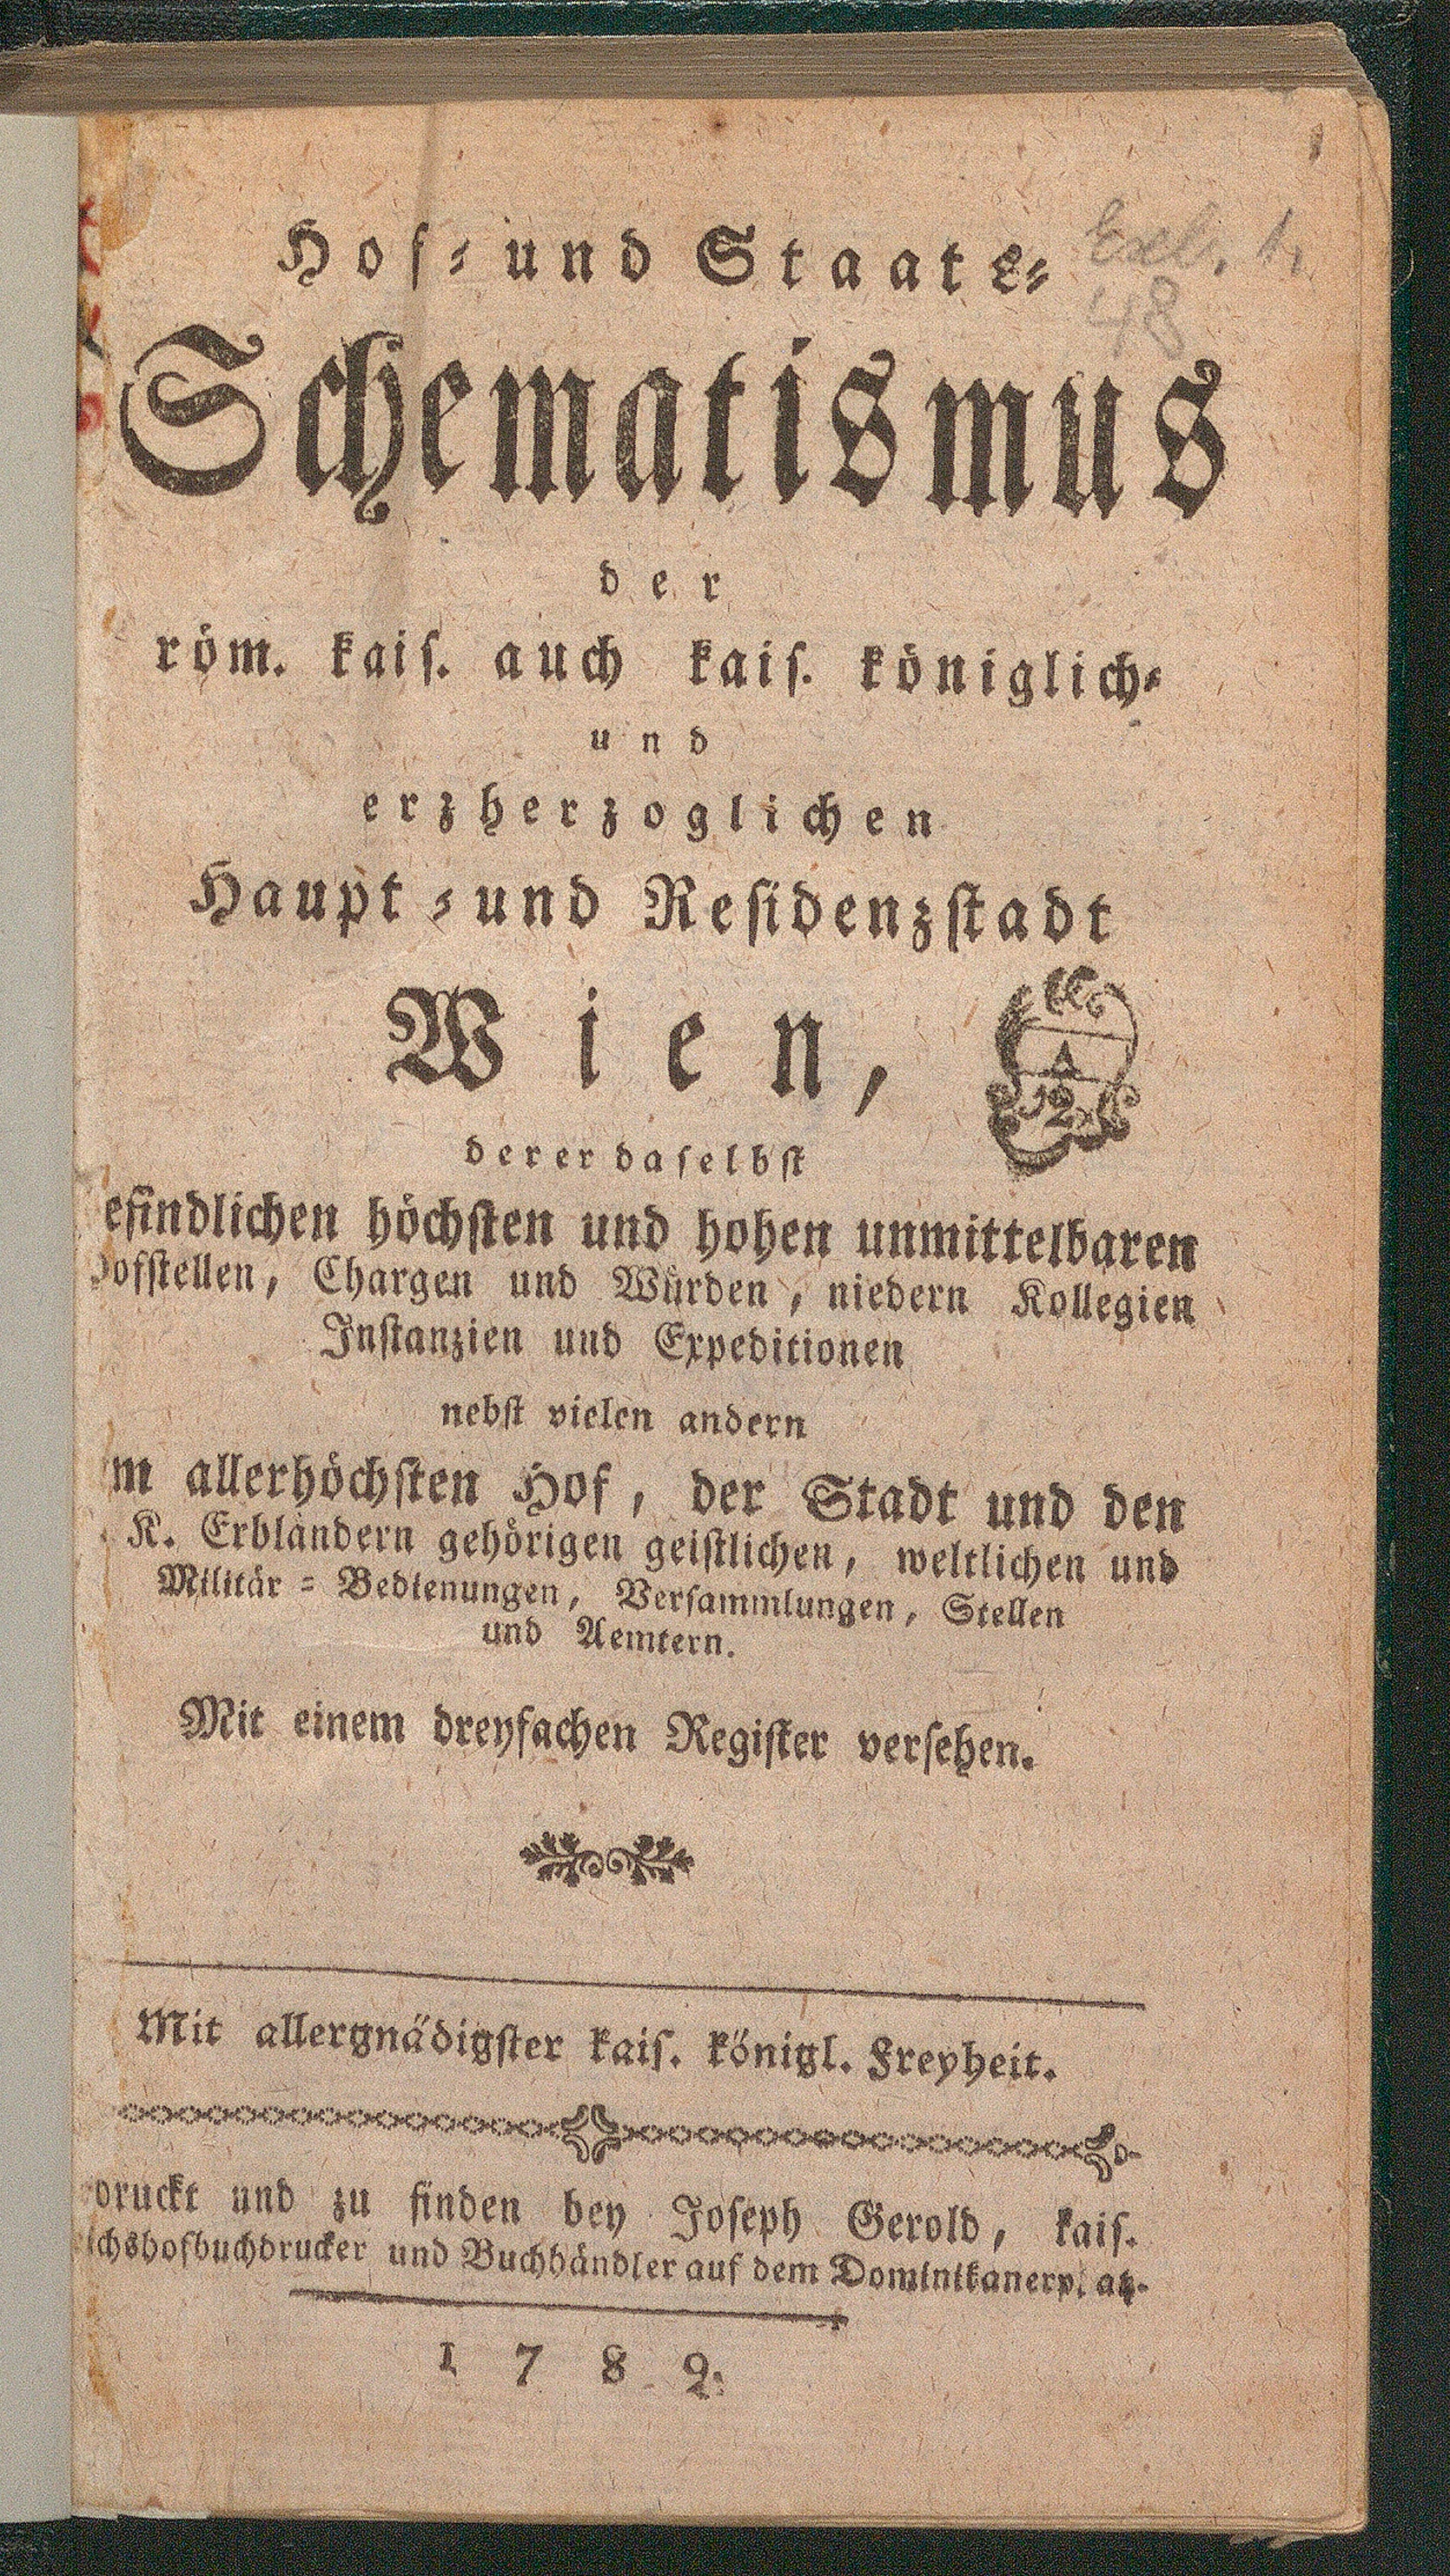 Hof- und Staats-
Schematismus
der
röm. kais. auch kais. königlich-
und
erzherzoglichen
Haupt- und Residenzstadt
Wien,
derer daselbst
efindlichen höchsten und hohen unmittelbaren
ofstellen, Chargen und Würden, niedern Kollegien
Instanzien und Expeditionen
nebst vielen andern
m allerhöchsten Hof, der Stadt und den
K. Erbländern gehörigen geistlichen, weltlichen und
Militär-Bedienungen, Versammlungen, Stellen
und Aemtern.
Mit einem dreyfachen Register versehen.
Mit allergnädigster kais. königl. Freyheit.
druckt und zu finden bey Joseph Gerold, kais.
ichshofbuchdrucker und Buchhändler auf dem Dominikanerplatz.
1789.
48